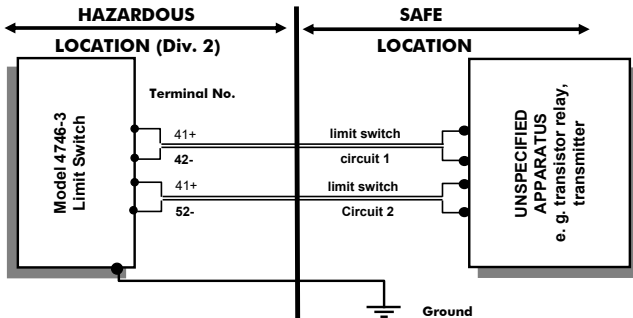 HAZARDOUS
LOCATION (Div. 2)
SAFE
LOCATION
Terminal No.
Model 4746-3
Limit Switch
41+
42-
41+
52-
limit switch
circuit 1
limit switch
Circuit 2
UNSPECIFIED
APPARATUS
e. g. transistor relay,
transmitter
Ground